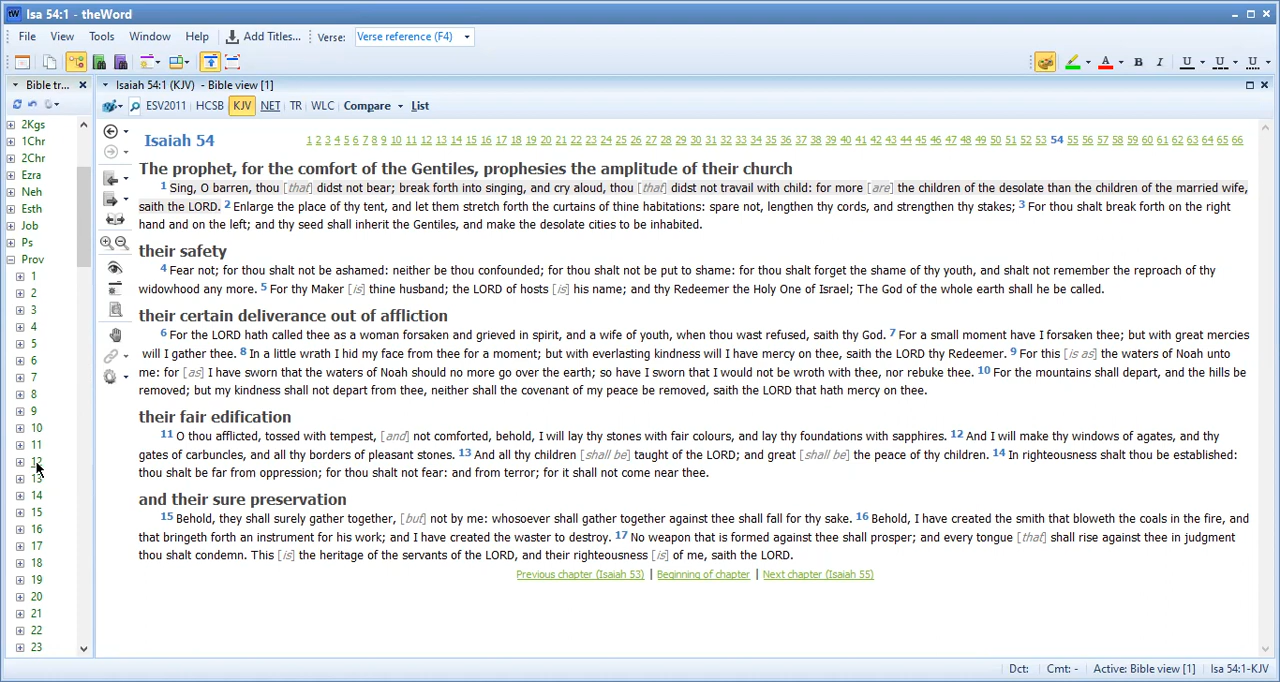 Isa 54:1 - theWord
File View Tools Window Help Add Titles... Verse: Verse reference (F4)
Bible tr... Isaiah 54:1 (KJV) - Bible view [1]
ESV2011 HCSB KJV NET TR WLC Compare List
2Kgs
1Chr
2Chr
Ezra
Neh
Esth
Job
Ps
Prov
1
2
3
4
5
6
7
8
9
10
11
12
13
14
15
16
17
18
19
20
21
22
23
Isaiah 54 1 2 3 4 5 6 7 8 9 10 11 12 13 14 15 16 17 18 19 20 21 22 23 24 25 26 27 28 29 30 31 32 33 34 35 36 37 38 39 40 41 42 43 44 45 46 47 48 49 50 51 52 53 54 55 56 57 58 59 60 61 62 63 64 65 66
The prophet, for the comfort of the Gentiles, prophesies the amplitude of their church
1 Sing, O barren, thou [that] didst not bear; break forth into singing, and cry aloud, thou [that] didst not travail with child: for more [are] the children of the desolate than the children of the married wife,
saith the LORD. 2 Enlarge the place of thy tent, and let them stretch forth the curtains of thine habitations: spare not, lengthen thy cords, and strengthen thy stakes; 3 For thou shalt break forth on the right
hand and on the left; and thy seed shall inherit the Gentiles, and make the desolate cities to be inhabited.
their safety
4 Fear not; for thou shalt not be ashamed: neither be thou confounded; for thou shalt not be put to shame: for thou shalt forget the shame of thy youth, and shalt not remember the reproach of thy
widowhood any more. 5 For thy Maker [is] thine husband; the LORD of hosts [is] his name; and thy Redeemer the Holy One of Israel; The God of the whole earth shall he be called.
their certain deliverance out of affliction
6 For the LORD hath called thee as a woman forsaken and grieved in spirit, and a wife of youth, when thou wast refused, saith thy God. 7 For a small moment have I forsaken thee; but with great mercies
will I gather thee. 8 In a little wrath I hid my face from thee for a moment; but with everlasting kindness will I have mercy on thee, saith the LORD thy Redeemer. 9 For this [is as] the waters of Noah unto
me: for [as] I have sworn that the waters of Noah should no more go over the earth; so have I sworn that I would not be wroth with thee, nor rebuke thee. 10 For the mountains shall depart, and the hills be
removed; but my kindness shall not depart from thee, neither shall the covenant of my peace be removed, saith the LORD that hath mercy on thee.
their fair edification
11 O thou afflicted, tossed with tempest, [and] not comforted, behold, I will lay thy stones with fair colours, and lay thy foundations with sapphires. 12 And I will make thy windows of agates, and thy
gates of carbuncles, and all thy borders of pleasant stones. 13 And all thy children [shall be] taught of the LORD; and great [shall be] the peace of thy children. 14 In righteousness shalt thou be established:
thou shalt be far from oppression; for thou shalt not fear: and from terror; for it shall not come near thee.
and their sure preservation
15 Behold, they shall surely gather together, [but] not by me: whosoever shall gather together against thee shall fall for thy sake. 16 Behold, I have created the smith that bloweth the coals in the fire, and
that bringeth forth an instrument for his work; and I have created the waster to destroy. 17 No weapon that is formed against thee shall prosper; and every tongue [that] shall rise against thee in judgment
thou shalt condemn. This [is] the heritage of the servants of the LORD, and their righteousness [is] of me, saith the LORD.
Previous chapter (Isaiah 53) | Beginning of chapter | Next chapter (Isaiah 55)
Dct: Cmt: - Active: Bible view [1] Isa 54:1-KJV